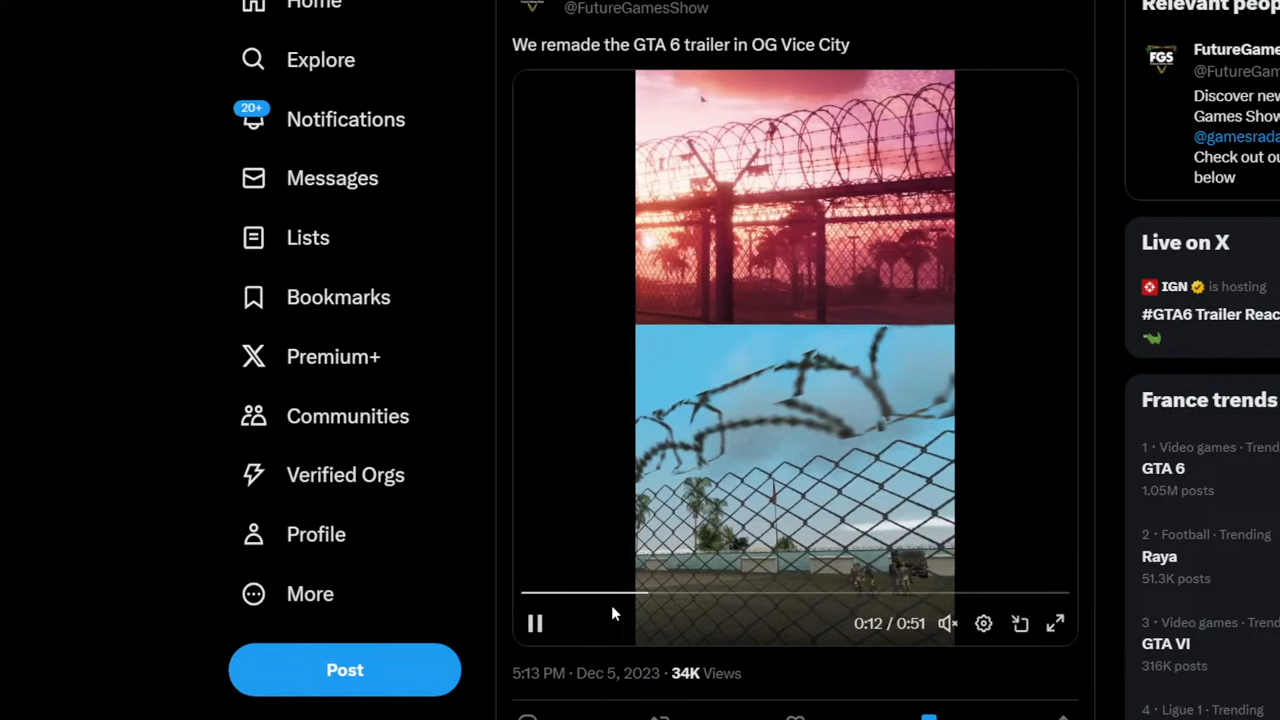 Home
@FutureGamesShow
Relevant peop
Explore
We remade the GTA 6 trailer in OG Vice City
20+
Notifications
Messages
Lists
Bookmarks
Premium+
Communities
Verified Orgs
Profile
More
Post
0:12 / 0:51
5:13 PM · Dec 5, 2023 · 34K Views
FGS
FutureGame
@FutureGam
Discover new
Games Show
@gamesrada
Check out ou
below
Live on X
IGN is hosting
#GTA6 Trailer Reac
France trends
1 · Video games · Trend
GTA 6
1.05M posts
2 · Football · Trending
Raya
51.3K posts
3 · Video games · Trend
GTA VI
316K posts
4 · Ligue 1 · Trending